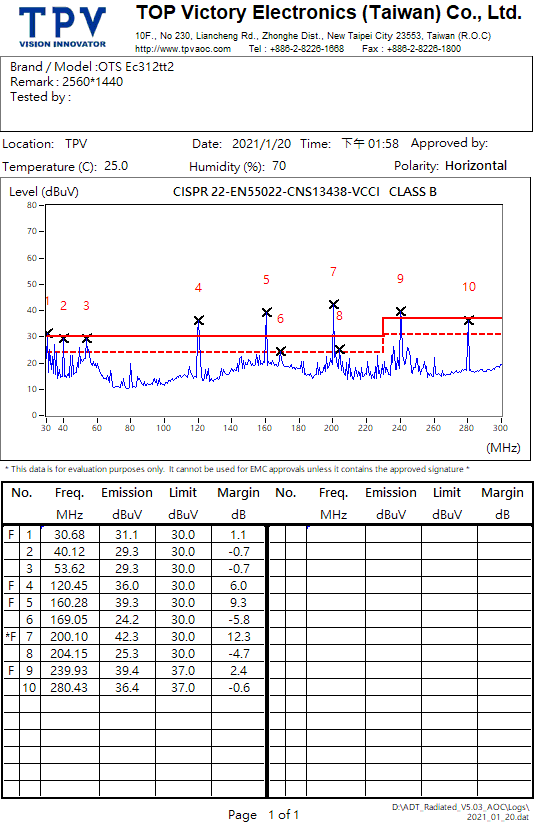 TPV
VISION INNOVATOR
TOP Victory Electronics (Taiwan) Co., Ltd.
10F., No 230, Liancheng Rd., Zhonghe Dist., New Taipei City 23553, Taiwan (R.O.C)
http://www.tpvaoc.com Tel : +886-2-8226-1668 Fax : +886-2-8226-1800
Brand / Model :OTS Ec312tt2
Remark : 2560*1440
Tested by :
Location: TPV Date: 2021/1/20 Time: 下午 01:58 Approved by:
Temperature (C): 25.0 Humidity (%): 70 Polarity: Horizontal
Level (dBuV) CISPR 22-EN55022-CNS13438-VCCI CLASS B
80
70
60
50
40
30
20
10
0
1 2 3 4 5 6 7 8 9 10
30 40 60 80 100 120 140 160 180 200 220 240 260 280 300
(MHz)
* This data is for evaluation purposes only. It cannot be used for EMC approvals unless it contains the approved signature *
No. Freq. Emission Limit Margin No. Freq. Emission Limit Margin
MHz dBuV dBuV dB MHz dBuV dBuV dB
F 1 30.68 31.1 30.0 1.1
2 40.12 29.3 30.0 -0.7
3 53.62 29.3 30.0 -0.7
F 4 120.45 36.0 30.0 6.0
F 5 160.28 39.3 30.0 9.3
6 169.05 24.2 30.0 -5.8
*F 7 200.10 42.3 30.0 12.3
8 204.15 25.3 30.0 -4.7
F 9 239.93 39.4 37.0 2.4
10 280.43 36.4 37.0 -0.6
D:\ADT_Radiated_V5.03_AOC\Logs\
2021_01_20.dat
Page 1 of 1